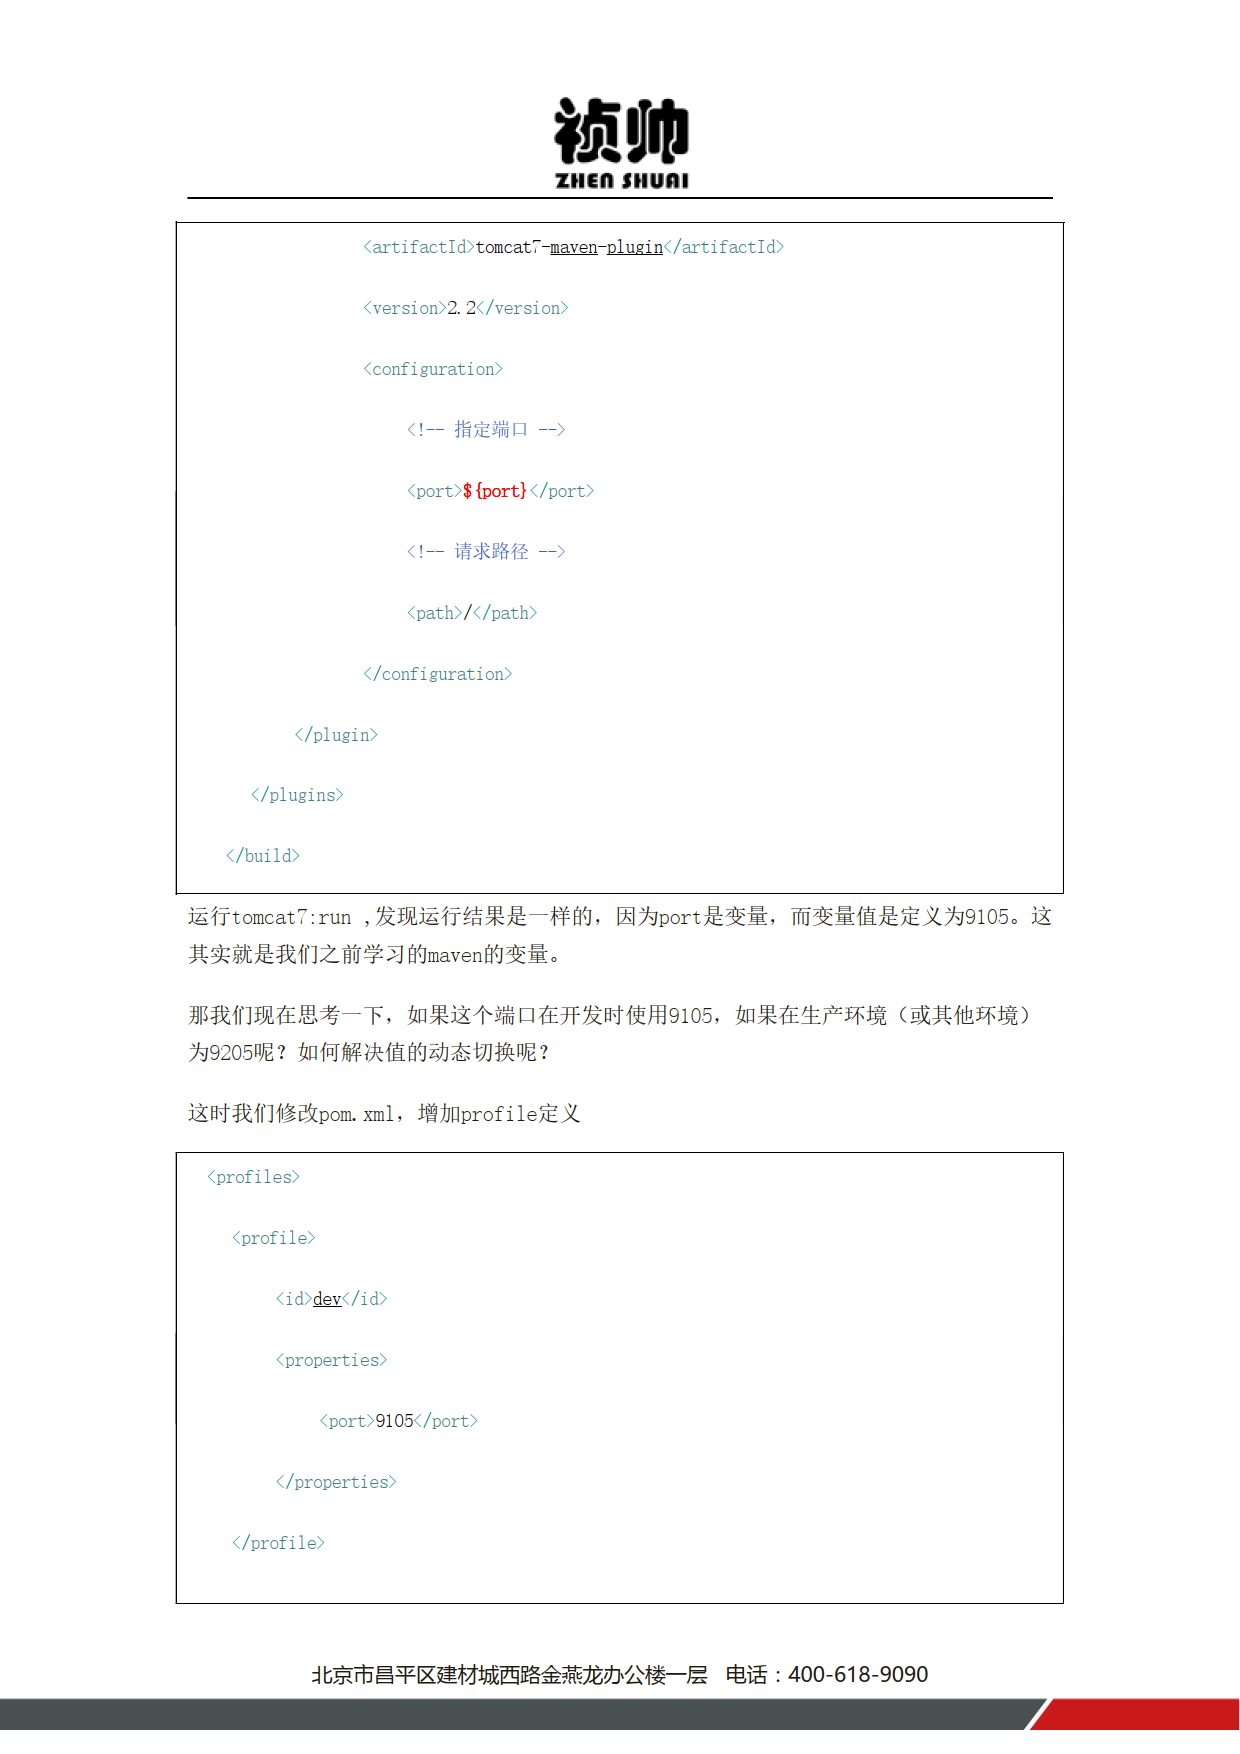 祯帅
ZHEN SHUAI
<artifactId>tomcat7-maven-plugin</artifactId>
<version>2.2</version>
<configuration>
<!-- 指定端口 -->
<port>${port}</port>
<!-- 请求路径 -->
<path>/</path>
</configuration>
</plugin>
</plugins>
</build>
运行tomcat7:run ,发现运行结果是一样的，因为port是变量，而变量值是定义为9105。这
其实就是我们之前学习的maven的变量。
那我们现在思考一下，如果这个端口在开发时使用9105，如果在生产环境（或其他环境）
为9205呢？如何解决值的动态切换呢？
这时我们修改pom.xml，增加profile定义
<profiles>
<profile>
<id>dev</id>
<properties>
<port>9105</port>
</properties>
</profile>
北京市昌平区建材城西路金燕龙办公楼一层 电话：400-618-9090